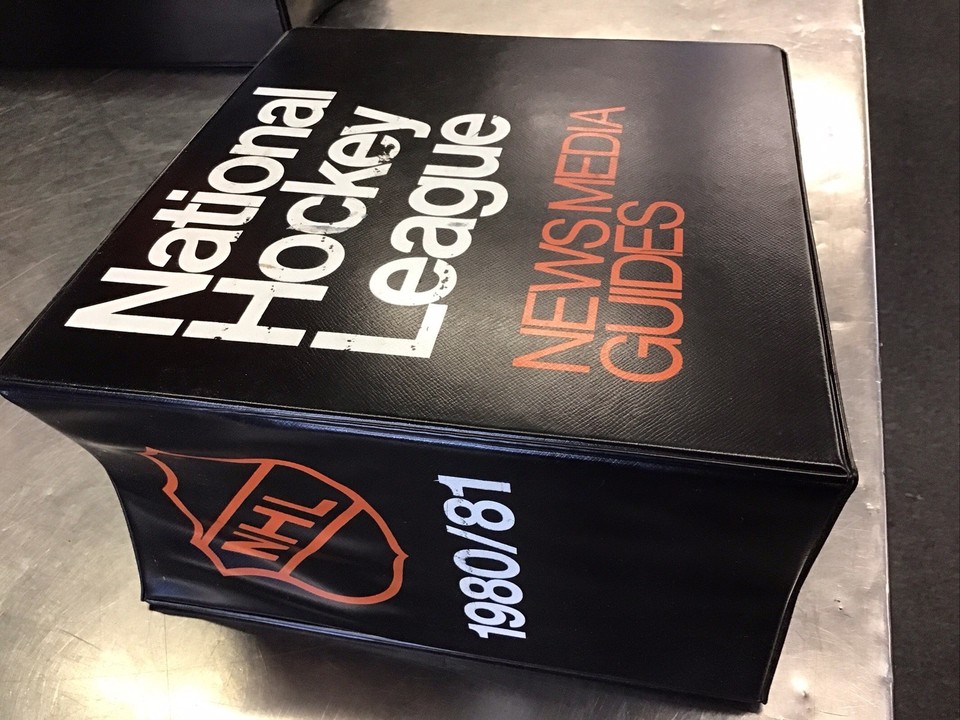 National
Hockey
League
NEWS MEDIA
GUIDES
NHL
1980/81